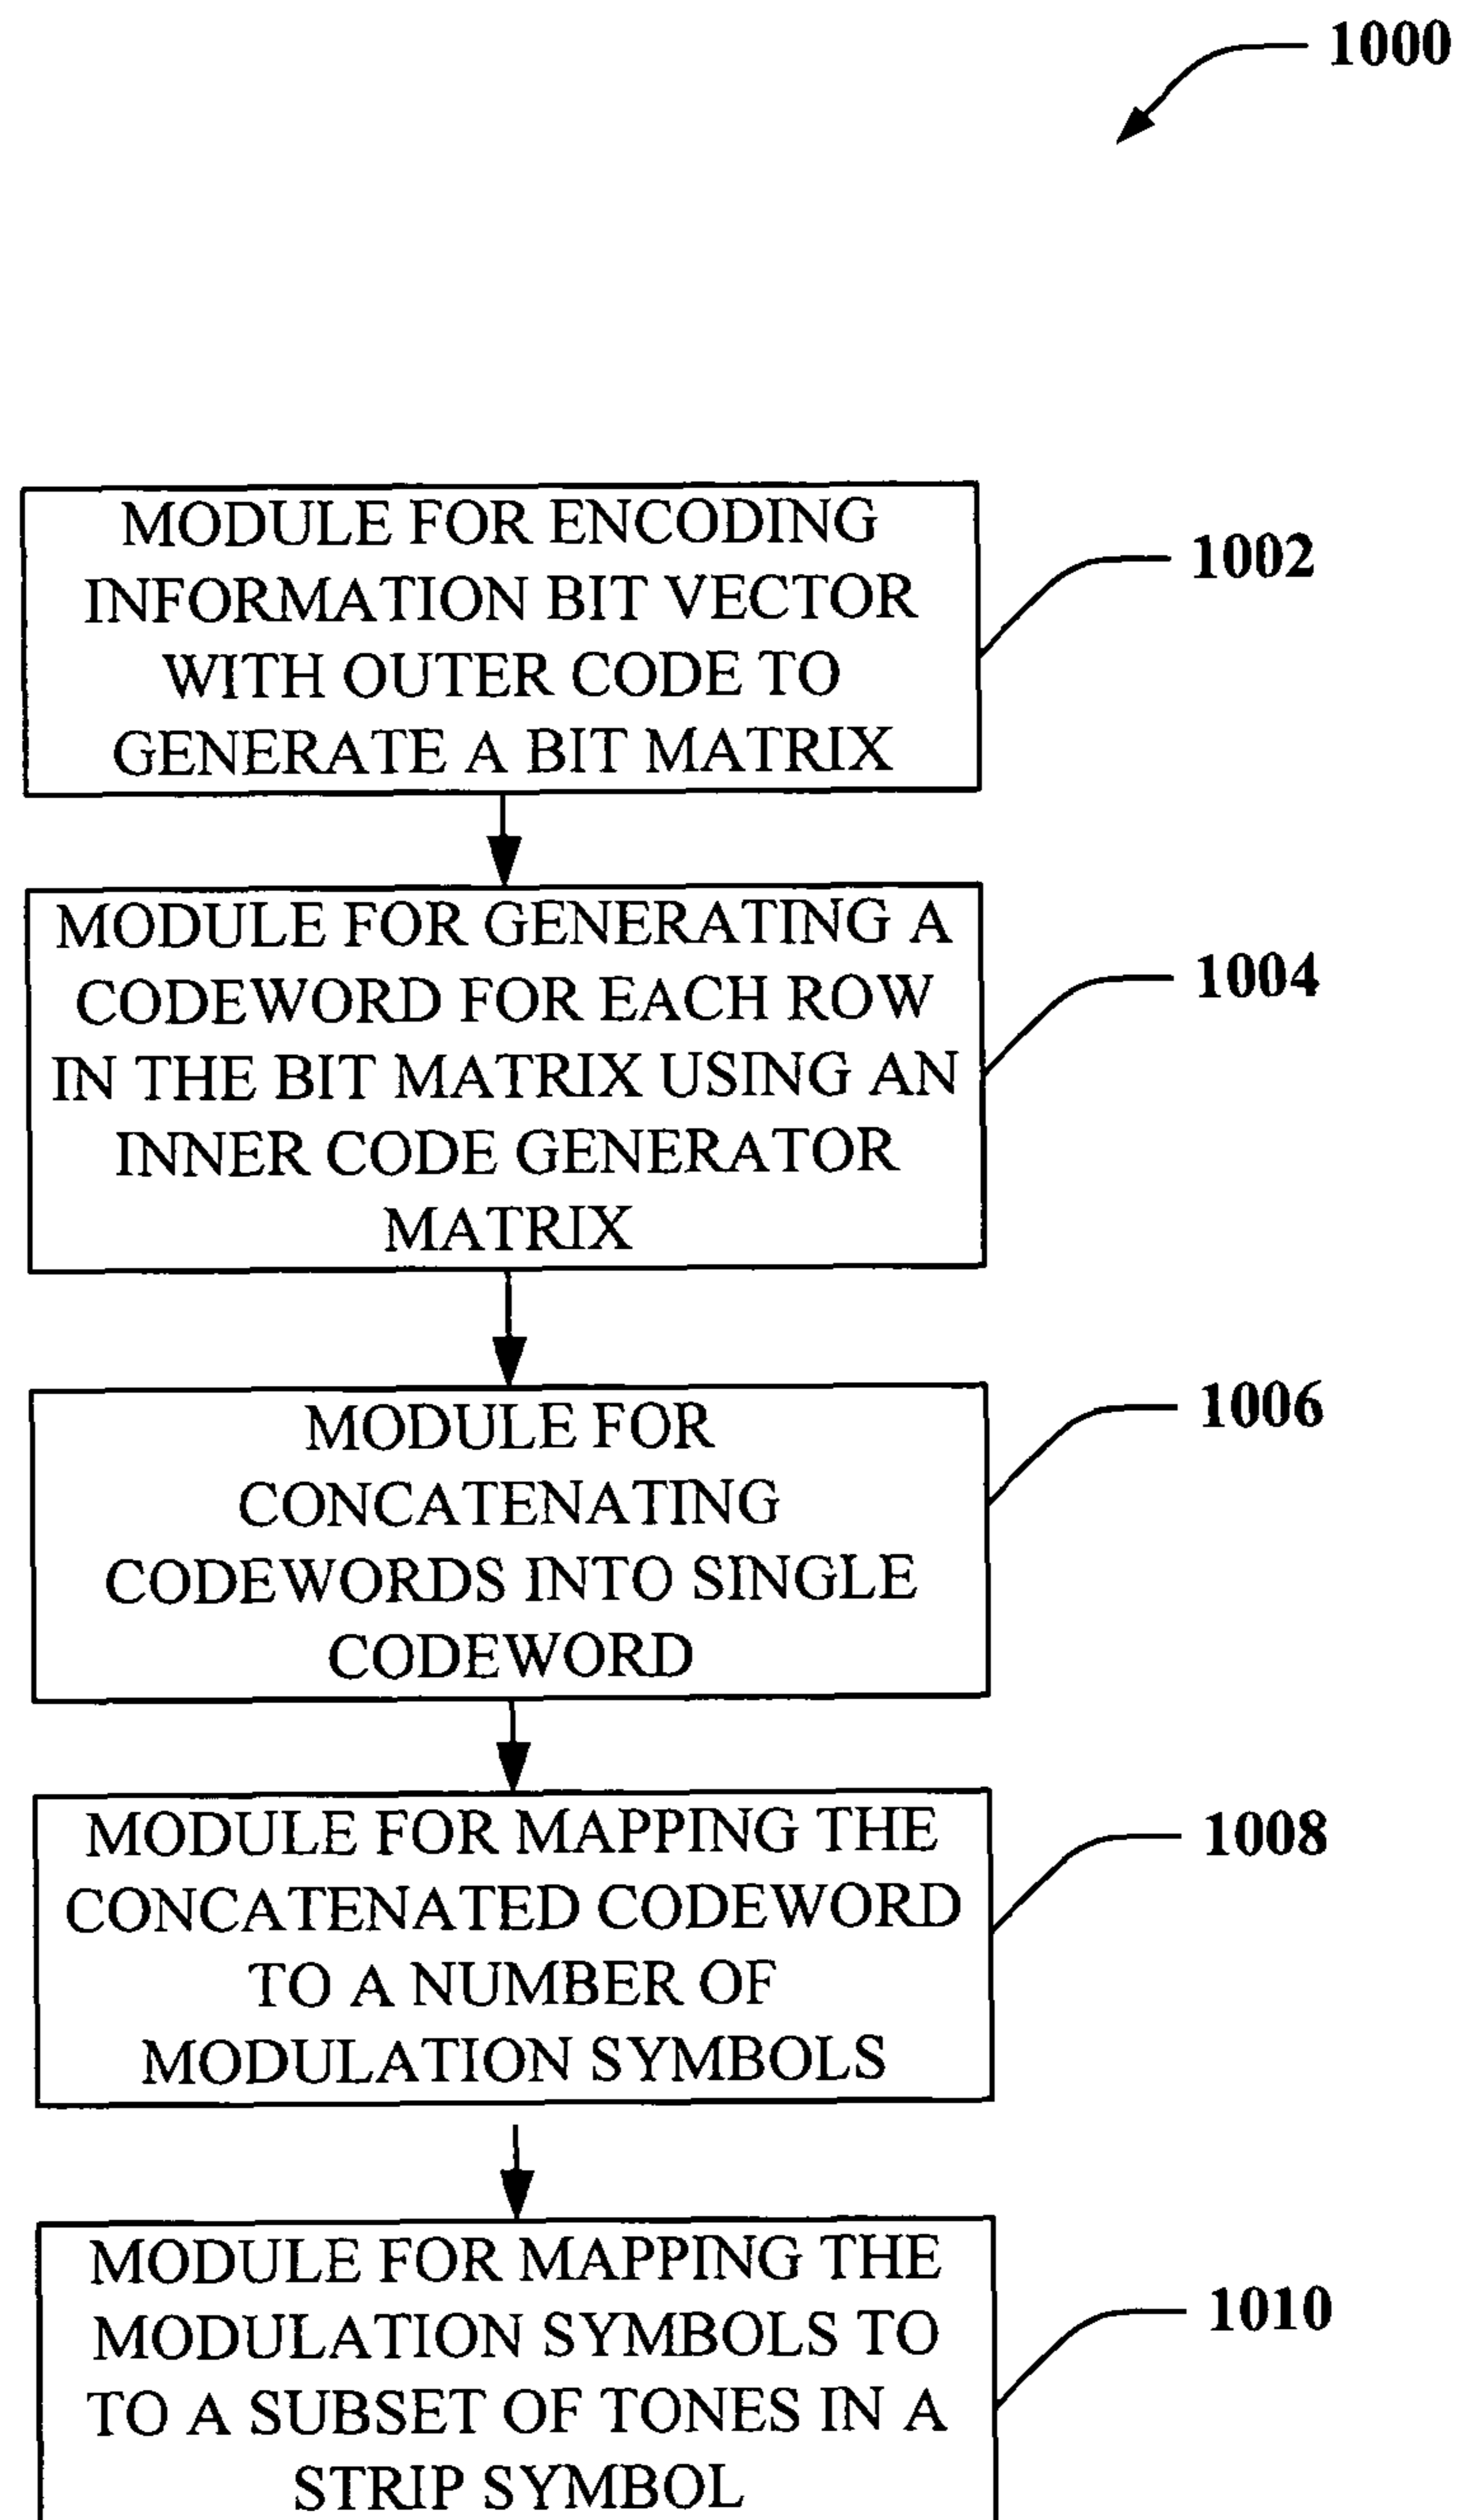 1000
MODULE FOR ENCODING
INFORMATION BIT VECTOR
WITH OUTER CODE TO
GENERATE A BIT MATRIX
1002
MODULE FOR GENERATING A
CODEWORD FOR EACH ROW
IN THE BIT MATRIX USING AN
INNER CODE GENERATOR
MATRIX
1004
MODULE FOR
CONCATENATING
CODEWORDS INTO SINGLE
CODEWORD
1006
MODULE FOR MAPPING THE
CONCATENATED CODEWORD
TO A NUMBER OF
MODULATION SYMBOLS
1008
MODULE FOR MAPPING THE
MODULATION SYMBOLS TO
TO A SUBSET OF TONES IN A
STRIP SYMBOL
1010